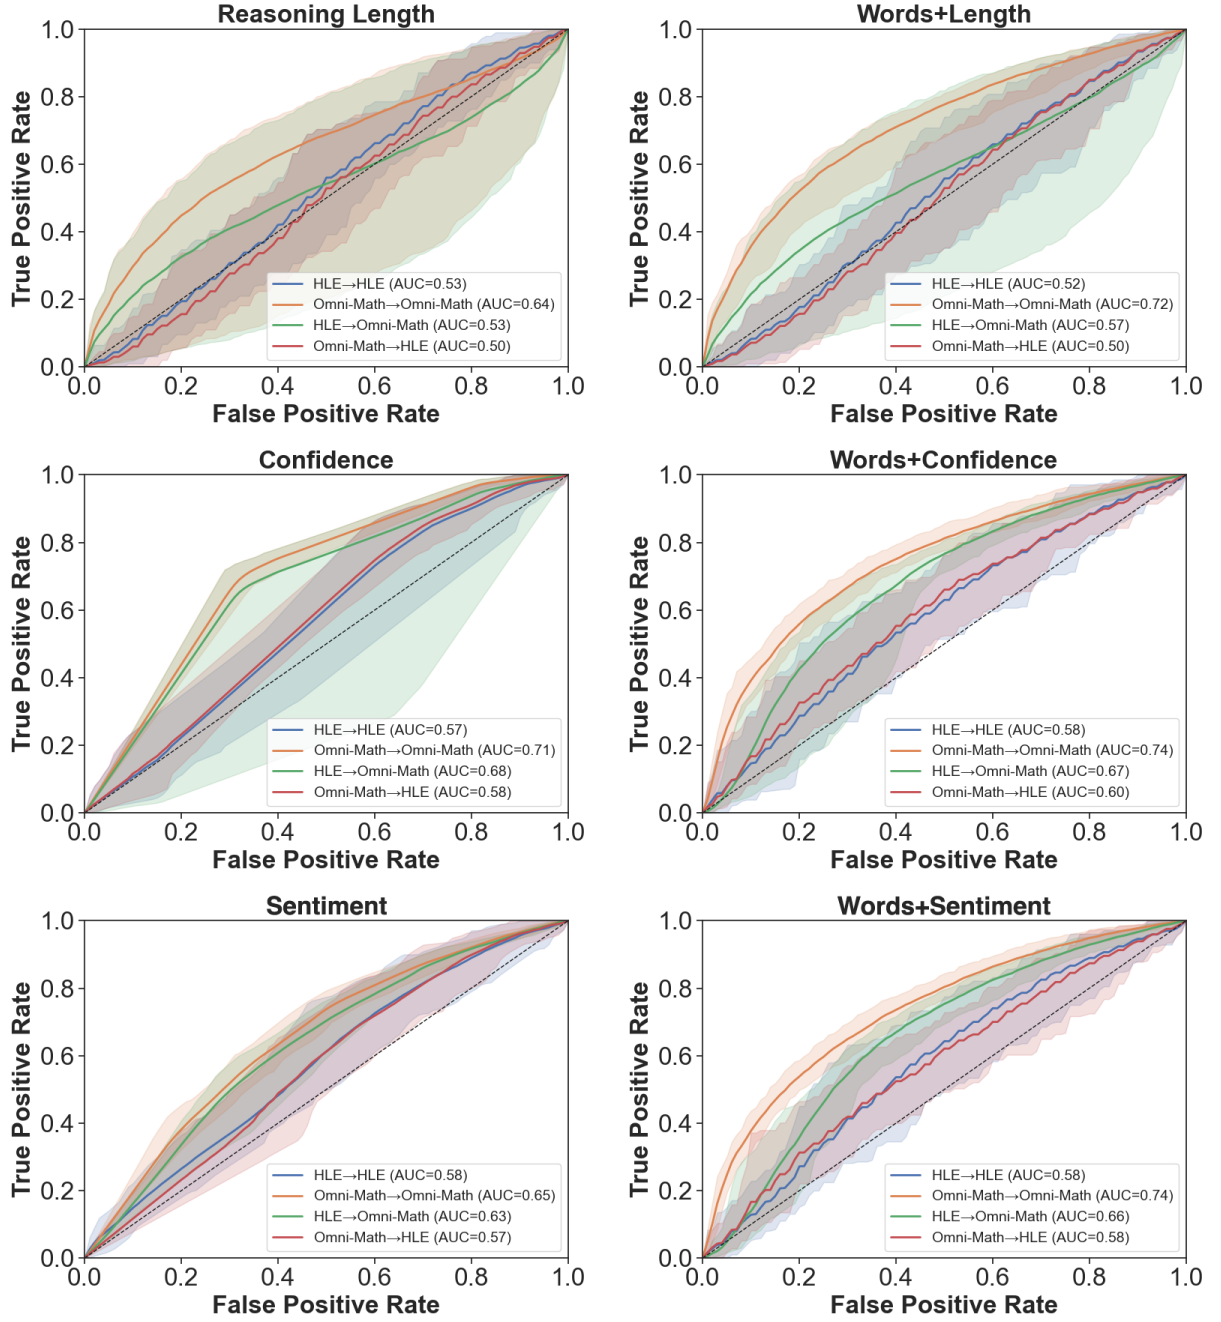 Reasoning Length
True Positive Rate
1.0
0.8
0.6
0.4
0.2
0.0
HLE→HLE (AUC=0.53)
Omni-Math→Omni-Math (AUC=0.64)
HLE→Omni-Math (AUC=0.53)
Omni-Math→HLE (AUC=0.50)
0.0 0.2 0.4 0.6 0.8 1.0
False Positive Rate
Words+Length
True Positive Rate
1.0
0.8
0.6
0.4
0.2
0.0
HLE→HLE (AUC=0.52)
Omni-Math→Omni-Math (AUC=0.72)
HLE→Omni-Math (AUC=0.57)
Omni-Math→HLE (AUC=0.50)
0.0 0.2 0.4 0.6 0.8 1.0
False Positive Rate
Confidence
True Positive Rate
1.0
0.8
0.6
0.4
0.2
0.0
HLE→HLE (AUC=0.57)
Omni-Math→Omni-Math (AUC=0.71)
HLE→Omni-Math (AUC=0.68)
Omni-Math→HLE (AUC=0.58)
0.0 0.2 0.4 0.6 0.8 1.0
False Positive Rate
Words+Confidence
True Positive Rate
1.0
0.8
0.6
0.4
0.2
0.0
HLE→HLE (AUC=0.58)
Omni-Math→Omni-Math (AUC=0.74)
HLE→Omni-Math (AUC=0.67)
Omni-Math→HLE (AUC=0.60)
0.0 0.2 0.4 0.6 0.8 1.0
False Positive Rate
Sentiment
True Positive Rate
1.0
0.8
0.6
0.4
0.2
0.0
HLE→HLE (AUC=0.58)
Omni-Math→Omni-Math (AUC=0.65)
HLE→Omni-Math (AUC=0.63)
Omni-Math→HLE (AUC=0.57)
0.0 0.2 0.4 0.6 0.8 1.0
False Positive Rate
Words+Sentiment
True Positive Rate
1.0
0.8
0.6
0.4
0.2
0.0
HLE→HLE (AUC=0.58)
Omni-Math→Omni-Math (AUC=0.74)
HLE→Omni-Math (AUC=0.66)
Omni-Math→HLE (AUC=0.58)
0.0 0.2 0.4 0.6 0.8 1.0
False Positive Rate